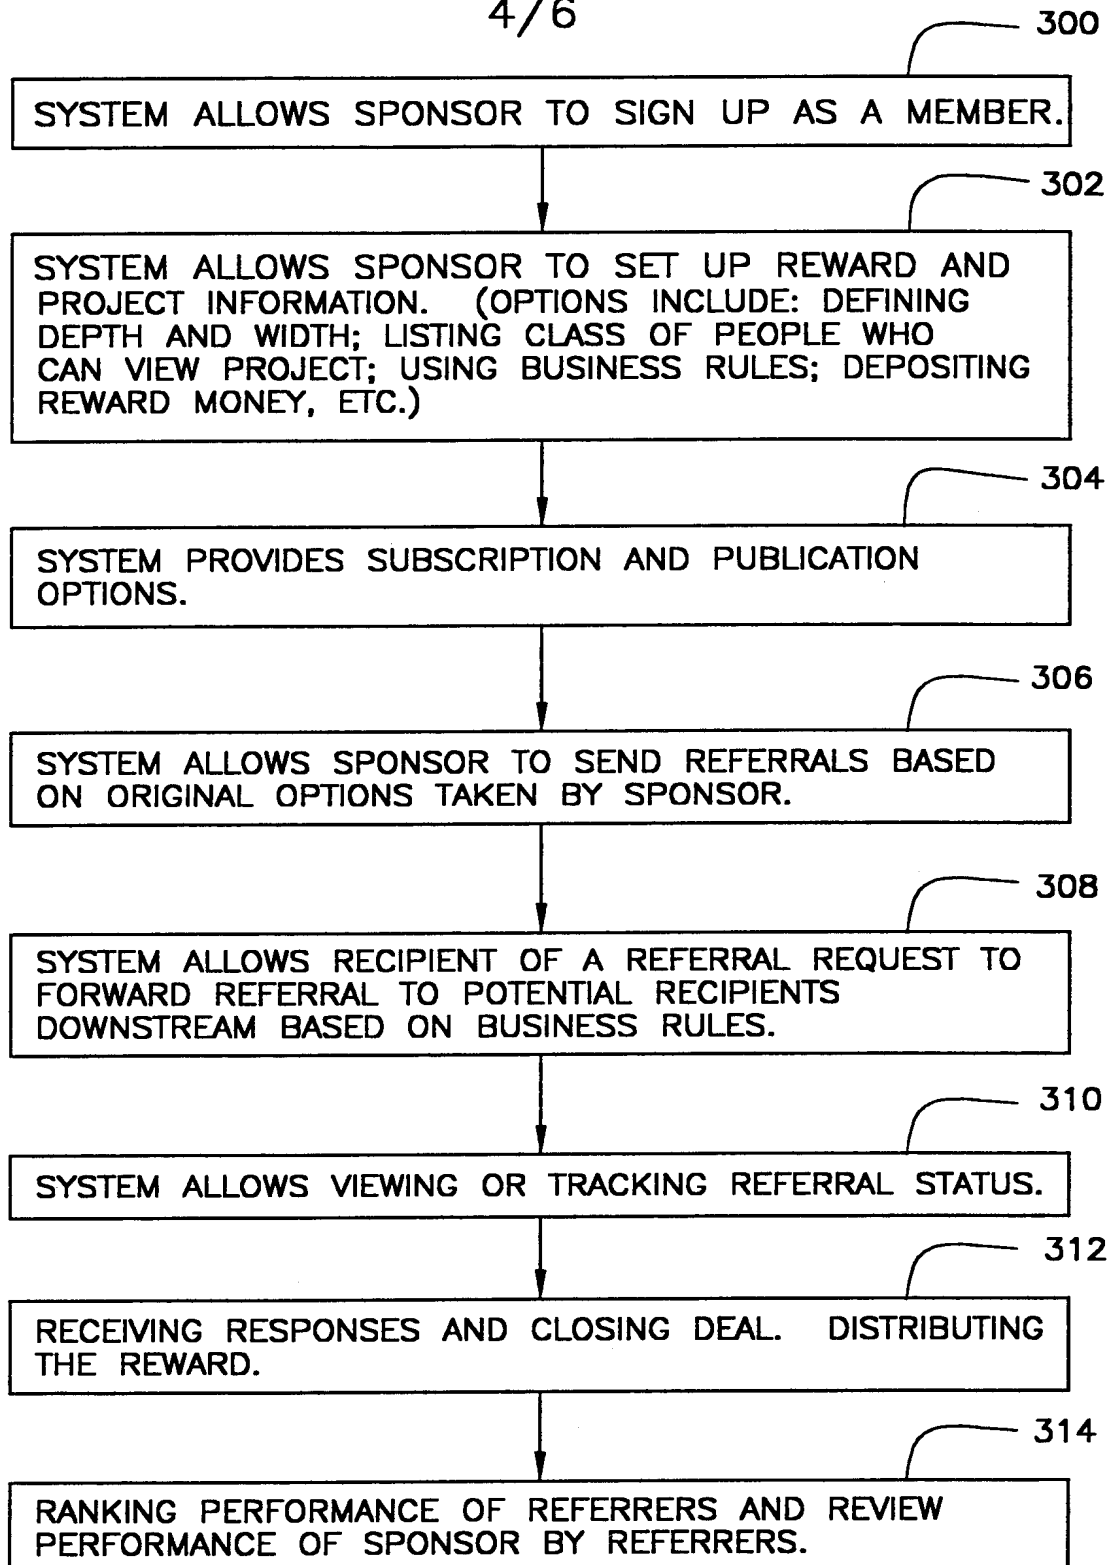 4/6
300
SYSTEM ALLOWS SPONSOR TO SIGN UP AS A MEMBER.
302
SYSTEM ALLOWS SPONSOR TO SET UP REWARD AND
PROJECT INFORMATION. (OPTIONS INCLUDE: DEFINING
DEPTH AND WIDTH; LISTING CLASS OF PEOPLE WHO
CAN VIEW PROJECT; USING BUSINESS RULES; DEPOSITING
REWARD MONEY, ETC.)
304
SYSTEM PROVIDES SUBSCRIPTION AND PUBLICATION
OPTIONS.
306
SYSTEM ALLOWS SPONSOR TO SEND REFERRALS BASED
ON ORIGINAL OPTIONS TAKEN BY SPONSOR.
308
SYSTEM ALLOWS RECIPIENT OF A REFERRAL REQUEST TO
FORWARD REFERRAL TO POTENTIAL RECIPIENTS
DOWNSTREAM BASED ON BUSINESS RULES.
310
SYSTEM ALLOWS VIEWING OR TRACKING REFERRAL STATUS.
312
RECEIVING RESPONSES AND CLOSING DEAL. DISTRIBUTING
THE REWARD.
314
RANKING PERFORMANCE OF REFERRERS AND REVIEW
PERFORMANCE OF SPONSOR BY REFERRERS.